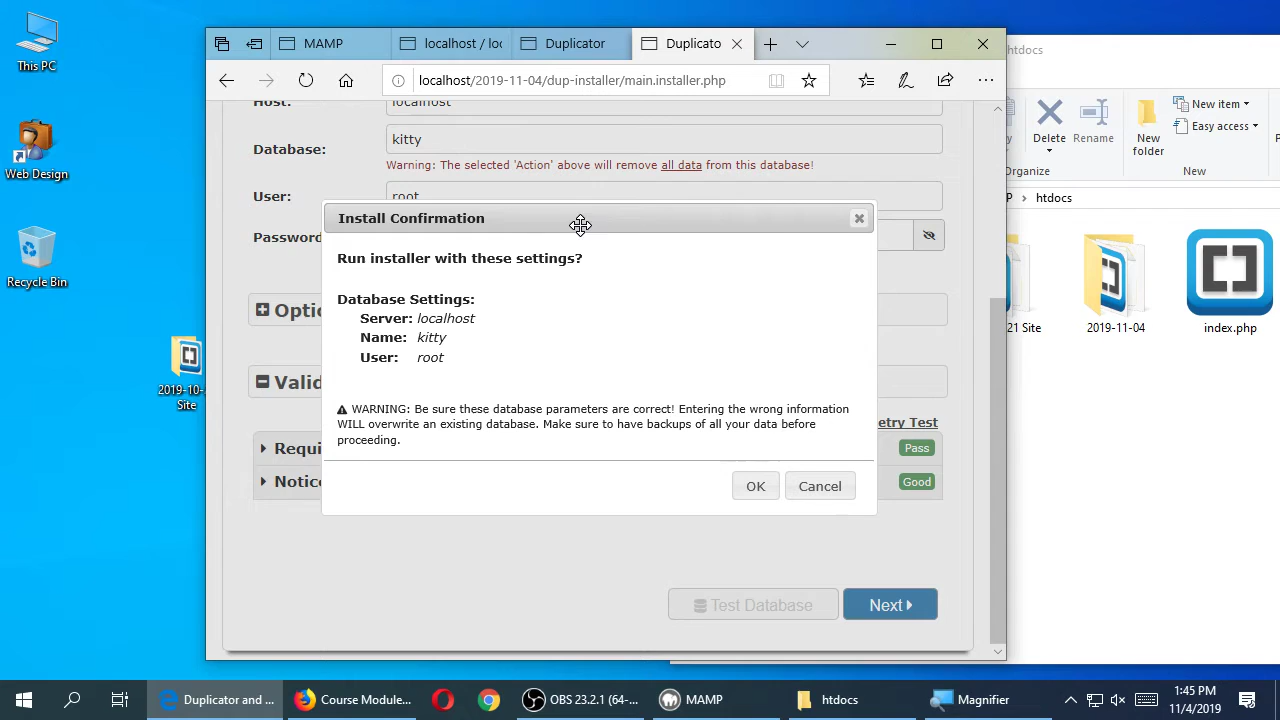 This PC
Web Design
Recycle Bin
2019-10-
Site
MAMP
localhost / loc
Duplicator
Duplicato
localhost/2019-11-04/dup-installer/main.installer.php
Host:
localhost
Database:
kitty
Warning: The selected 'Action' above will remove all data from this database!
User:
root
Password
Install Confirmation
Run installer with these settings?
Database Settings:
Server: localhost
Name: kitty
User: root
WARNING: Be sure these database parameters are correct! Entering the wrong information
WILL overwrite an existing database. Make sure to have backups of all your data before
proceeding.
OK
Cancel
Optio
Valid
etry Test
Requi
Pass
Notice
Good
Test Database
Next
htdocs
Delete
Rename
New
folder
New item
Easy access
Organize
New
P
htdocs
21 Site
2019-11-04
index.php
Duplicator and ...
Course Module...
OBS 23.2.1 (64-...
MAMP
htdocs
Magnifier
1:45 PM
11/4/2019